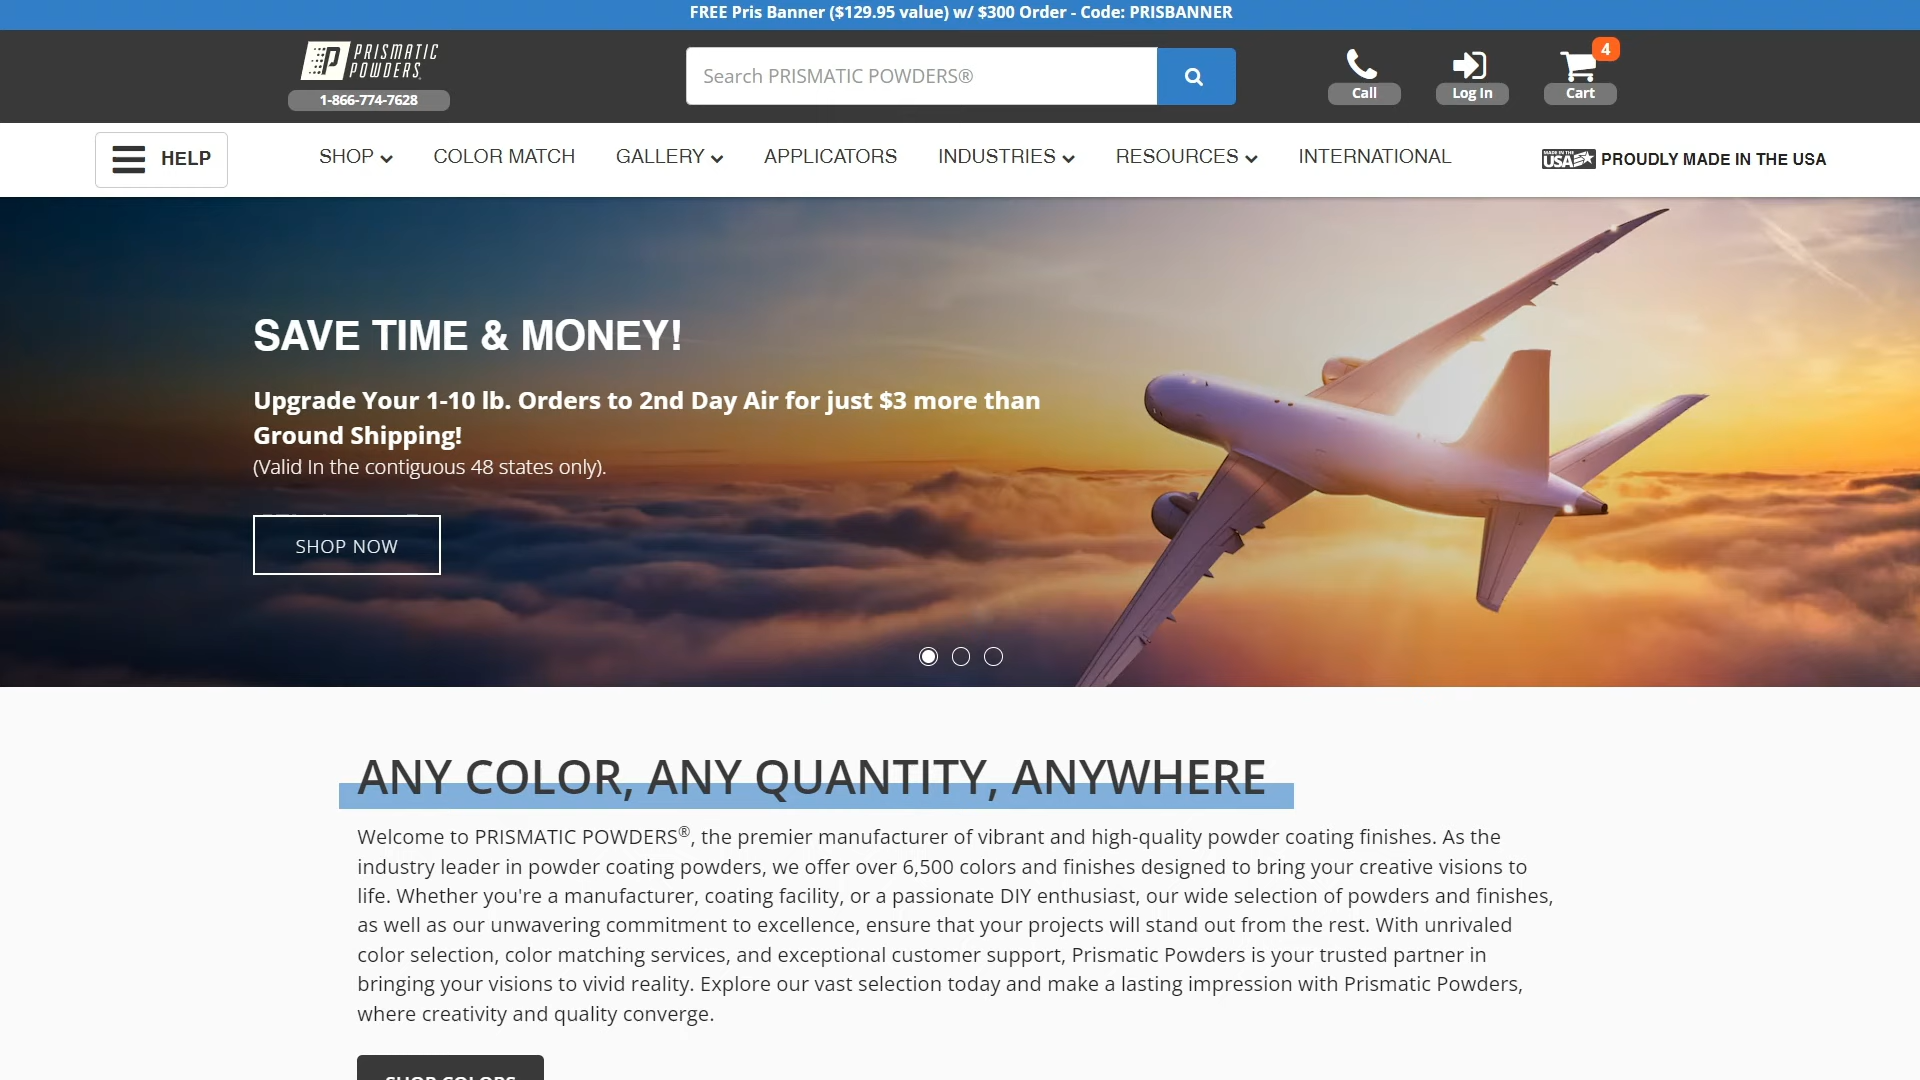 FREE Pris Banner ($129.95 value) w/ $300 Order - Code: PRISBANNER
PRISMATIC
POWDERS
1-866-774-7628
Search PRISMATIC POWDERS®
Call
Log In
4
Cart
HELP
SHOP
COLOR MATCH
GALLERY
APPLICATORS
INDUSTRIES
RESOURCES
INTERNATIONAL
MADE IN THE
USA
PROUDLY MADE IN THE USA
SAVE TIME & MONEY!
Upgrade Your 1-10 lb. Orders to 2nd Day Air for just $3 more than
Ground Shipping!
(Valid In the contiguous 48 states only).
SHOP NOW
ANY COLOR, ANY QUANTITY, ANYWHERE
Welcome to PRISMATIC POWDERS®, the premier manufacturer of vibrant and high-quality powder coating finishes. As the
industry leader in powder coating powders, we offer over 6,500 colors and finishes designed to bring your creative visions to
life. Whether you're a manufacturer, coating facility, or a passionate DIY enthusiast, our wide selection of powders and finishes,
as well as our unwavering commitment to excellence, ensure that your projects will stand out from the rest. With unrivaled
color selection, color matching services, and exceptional customer support, Prismatic Powders is your trusted partner in
bringing your visions to vivid reality. Explore our vast selection today and make a lasting impression with Prismatic Powders,
where creativity and quality converge.
SHOP COLORS